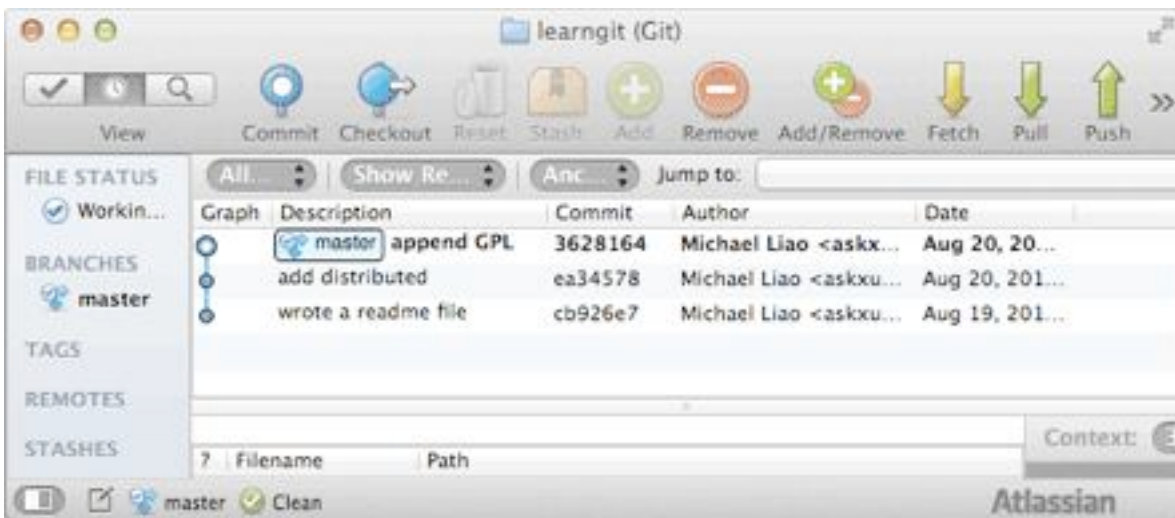 learngit (Git)
View Commit Checkout Reset Stash Add Remove Add/Remove Fetch Pull Push
FILE STATUS
Workin...
BRANCHES
master
TAGS
REMOTES
STASHES
All... Show Re... Anc... Jump to:
Graph Description Commit Author Date
master append GPL 3628164 Michael Liao <askx... Aug 20, 20...
add distributed ea34578 Michael Liao <askxu... Aug 20, 201...
wrote a readme file cb926e7 Michael Liao <askxu... Aug 19, 201...
Context:
? Filename Path
master Clean Atlassian